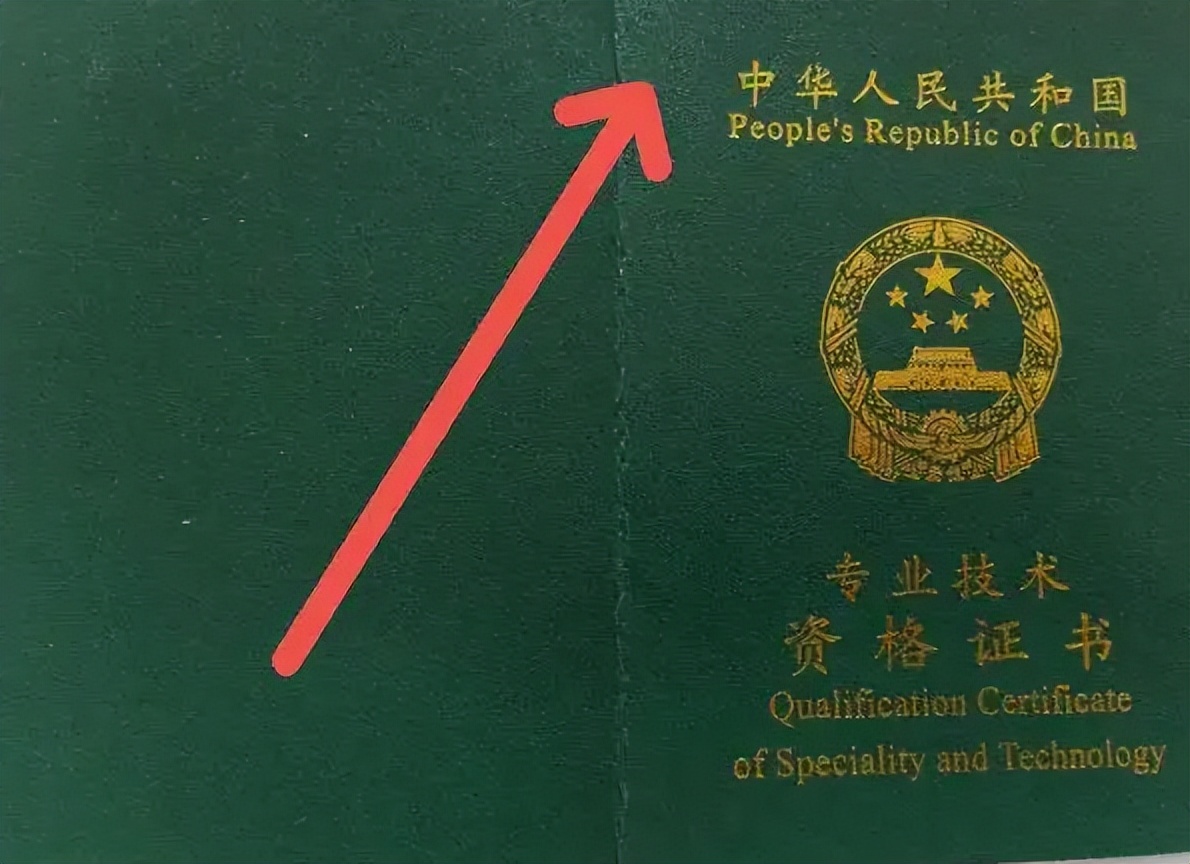 中华人民共和国
People's Republic of China
专业技术
资格证书
Qualification Certificate
of Speciality and Technology